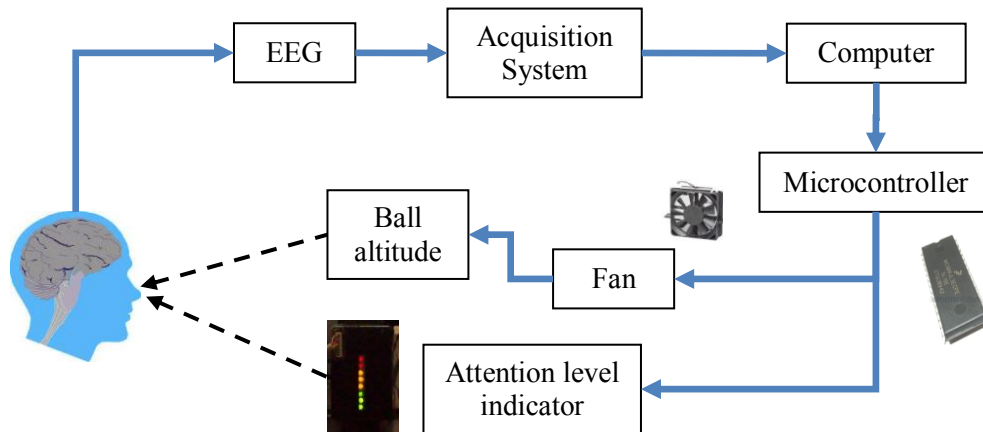 EEG
Acquisition
System
Computer
Microcontroller
Ball
altitude
Fan
Attention level
indicator